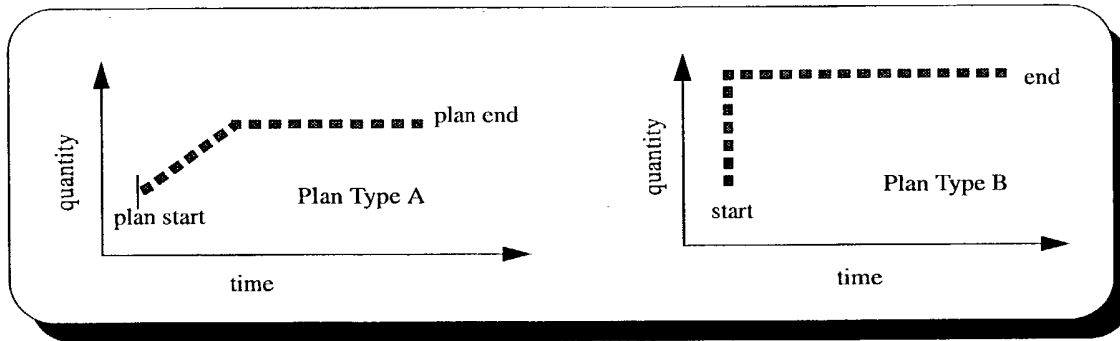 quantity
plan end
Plan Type A
plan start
time
quantity
end
Plan Type B
start
time